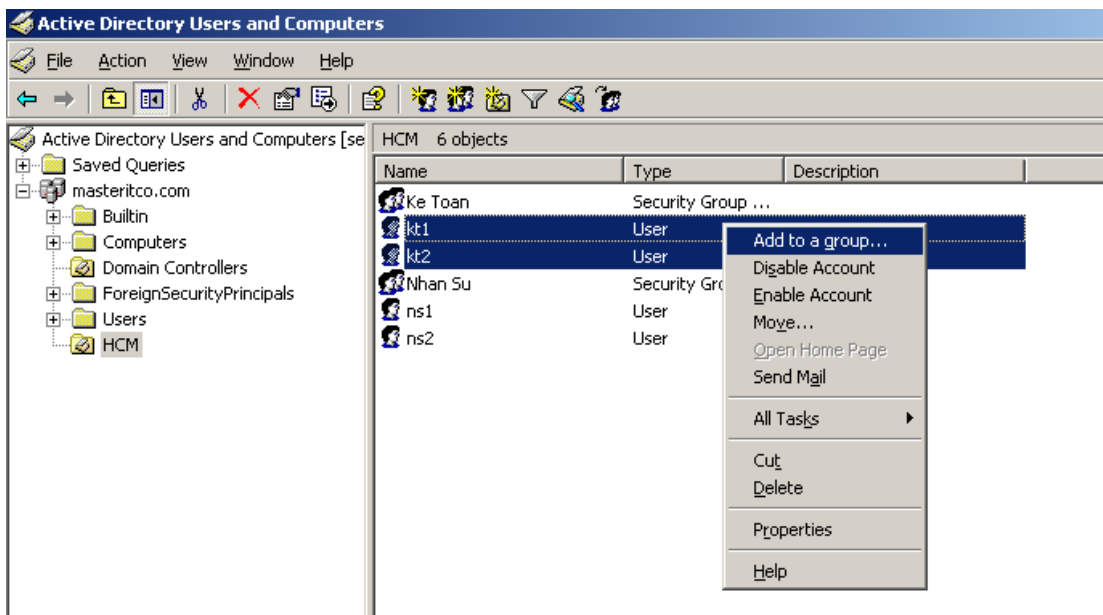 Active Directory Users and Computers
File Action View Window Help
Active Directory Users and Computers [se
Saved Queries
masteritco.com
Builtin
Computers
Domain Controllers
ForeignSecurityPrincipals
Users
HCM
HCM 6 objects
Name Type Description
Ke Toan Security Group ...
kt1 User
kt2 User
Nhan Su Security Gro
ns1 User
ns2 User
Add to a group...
Disable Account
Enable Account
Move...
Open Home Page
Send Mail
All Tasks
Cut
Delete
Properties
Help